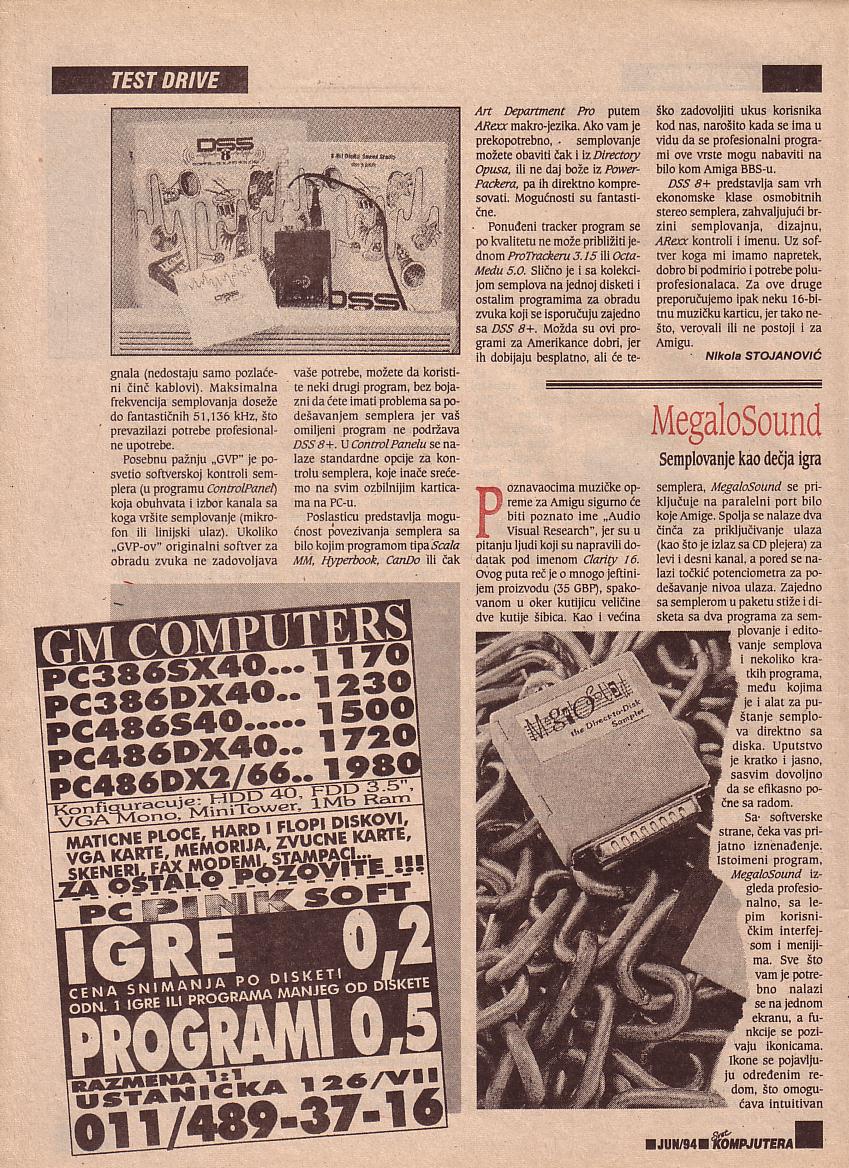 TEST DRIVE
DSS
8
8 Bit Digital Sound Studio
DSS
gnala (nedostaju samo pozlaće-
ni činč kablovi). Maksimalna
frekvencija semplovanja doseže
do fantastičnih 51,136 kHz, što
prevazilazi potrebe profesional-
ne upotrebe.
Posebnu pažnju „GVP" je po-
svetio softverskoj kontroli sem-
plera (u programu ControlPanel)
koja obuhvata i izbor kanala sa
koga vršite semplovanje (mikro-
fon ili linijski ulaz). Ukoliko
„GVP-ov" originalni softver za
obradu zvuka ne zadovoljava
vaše potrebe, možete da koristi-
te neki drugi program, bez boja-
zni da ćete imati problema sa po-
dešavanjem semplera jer vaš
omiljeni program ne podržava
DSS 8+. U Control Panelu se na-
laze standardne opcije za kon-
trolu semplera, koje inače sreće-
mo na svim ozbilnijim kartica-
ma na PC-u.
Poslasticu predstavlja mogu-
ćnost povezivanja semplera sa
bilo kojim programom tipa Scala
MM, Hyperbook, CanDo ili čak
Art Department Pro putem
ARexx makro-jezika. Ako vam je
prekopotrebno, semplovanje
možete obaviti čak i iz Directory
Opusa, ili ne daj bože iz Power-
Packera, pa ih direktno kompre-
sovati. Mogućnosti su fantasti-
čne.
Ponuđeni tracker program se
po kvalitetu ne može približiti je-
dnom ProTrackeru 3.15 ili Octa-
Medu 5.0. Slično je i sa kolekci-
jom semplova na jednoj disketi i
ostalim programima za obradu
zvuka koji se isporučuju zajedno
sa DSS 8+. Možda su ovi pro-
grami za Amerikance dobri, jer
ih dobijaju besplatno, ali će te-
ško zadovoljiti ukus korisnika
kod nas, narošito kada se ima u
vidu da se profesionalni progra-
mi ove vrste mogu nabaviti na
bilo kom Amiga BBS-u.
DSS 8+ predstavlja sam vrh
ekonomske klase osmobitnih
stereo semplera, zahvaljujući br-
zini semplovanja, dizajnu,
ARexx kontroli i imenu. Uz sof-
tver koga mi imamo napretek,
dobro bi podmirio i potrebe polu-
profesionalaca. Za ove druge
preporučujemo ipak neku 16-bi-
tnu muzičku karticu, jer tako ne-
što, verovali ili ne postoji i za
Amigu.
Nikola STOJANOVIĆ
MegaloSound
Semplovanje kao dečja igra
Poznavaocima muzičke op-
reme za Amigu sigurno će
biti poznato ime „Audio
Visual Research", jer su u
pitanju ljudi koji su napravili do-
datak pod imenom Clarity 16.
Ovog puta reč je o mnogo jeftini-
jem proizvodu (35 GBP), spako-
vanom u oker kutijicu veličine
dve kutije šibica. Kao i većina
semplera, MegaloSound se pri-
ključuje na paralelni port bilo
koje Amige. Spolja se nalaze dva
činča za priključivanje ulaza
(kao što je izlaz sa CD plejera) za
levi i desni kanal, a pored se na-
lazi točkić potenciometra za po-
dešavanje nivoa ulaza. Zajedno
sa semplerom u paketu stiže i di-
sketa sa dva programa za sem-
plovanje i edito-
vanje semplova
i nekoliko kra-
tkih programa,
među kojima
je i alat za pu-
štanje semplo-
va direktno sa
diska. Uputstvo
je kratko i jasno,
sasvim dovoljno
da se efikasno po-
čne sa radom.
Sa softverske
strane, čeka vas pri-
jatno iznenađenje.
Istoimeni program,
MegaloSound iz-
gleda profesio-
nalno, sa le-
pim korisni-
čkim interfej-
som i meniji-
ma. Sve što
vam je potre-
bno nalazi
se na jednom
ekranu, a fu-
nkcije se pozi-
vaju ikonicama.
Ikone se pojavlju-
ju određenim re-
dom, što omogu-
ćava intuitivan
the Direct-to-Disk
Sampler
GM COMPUTERS
PC386SX40... 1170
PC386DX40.. 1230
PC486S40..... 1500
PC486DX40.. 1720
PC486DX2/66.. 1980
Konfiguracuje: HDD 40, FDD 3.5",
VGA Mono, MiniTower, 1Mb Ram
MATICNE PLOCE, HARD I FLOPI DISKOVI,
VGA KARTE, MEMORIJA, ZVUCNE KARTE,
SKENERI, FAX MODEMI, STAMPACI...
ZA OSTALO POZOVITE !!!
PC PINK SOFT
IGRE 0,2
CENA SNIMANJA PO DISKETI
ODN. 1 IGRE ILI PROGRAMA MANJEG OD DISKETE
PROGRAMI 0,5
RAZMENA 1:1
USTANICKA 126/VII
011/489-37-16
JUN/94 Svet KOMPJUTERA